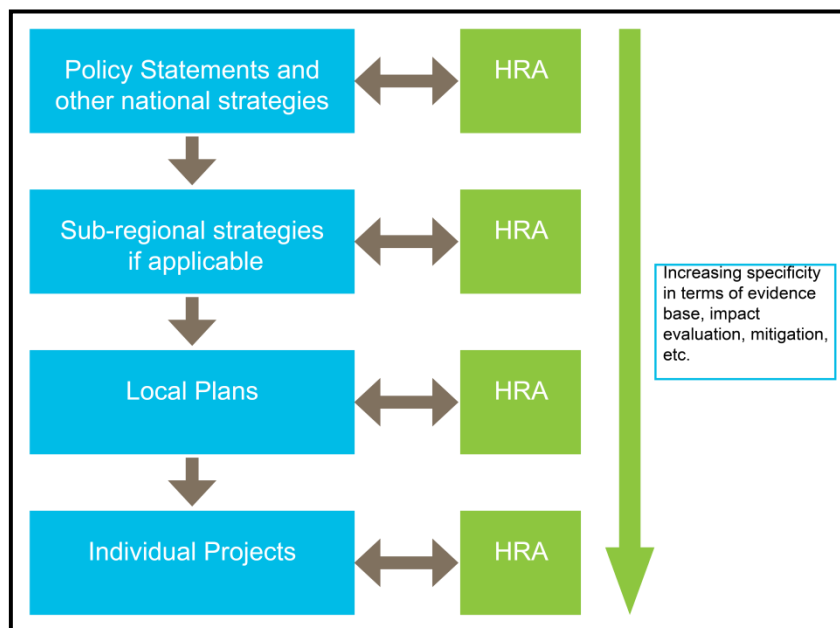 Policy Statements and
other national strategies
HRA
Sub-regional strategies
if applicable
HRA
Increasing specificity
in terms of evidence
base, impact
evaluation, mitigation,
etc.
Local Plans
HRA
Individual Projects
HRA